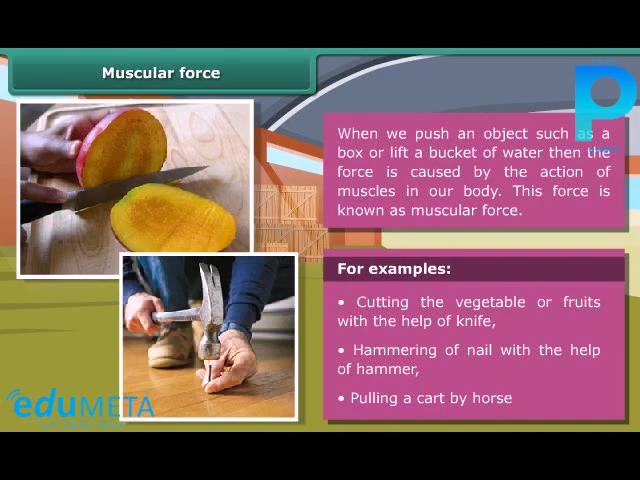 Muscular force
P
When we push an object such as a
box or lift a bucket of water then the
force is caused by the action of
muscles in our body. This force is
known as muscular force.
For examples:
• Cutting the vegetable or fruits
with the help of knife,
• Hammering of nail with the help
of hammer,
• Pulling a cart by horse
eduMETA